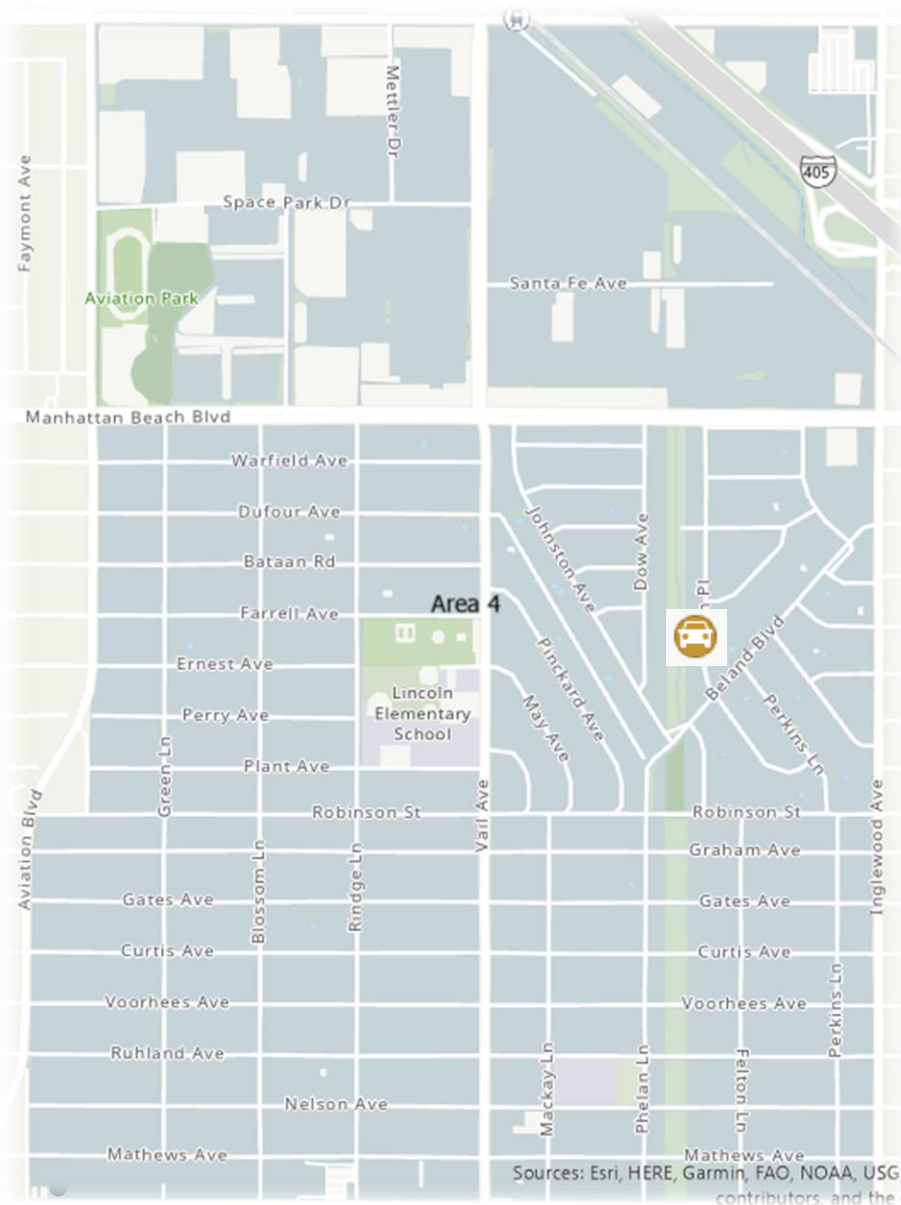 Mettler Dr
405
Faymont Ave
Space Park Dr
Santa Fe Ave
Aviation Park
Manhattan Beach Blvd
Warfield Ave
Dufour Ave
Johnston Ave
Dow Ave
Bataan Rd
Area 4
Farrell Ave
Pl
Beland Blvd
Ernest Ave
Pinckard Ave
Lincoln
Elementary
School
May Ave
Perkins Ln
Perry Ave
Green Ln
Plant Ave
Vail Ave
Inglewood Ave
Aviation Blvd
Robinson St
Robinson St
Blossom Ln
Rindge Ln
Graham Ave
Gates Ave
Gates Ave
Curtis Ave
Curtis Ave
Perkins Ln
Voorhees Ave
Voorhees Ave
Ruhland Ave
Mackay Ln
Phelan Ln
Felton Ln
Nelson Ave
Mathews Ave
Mathews Ave
Sources: Esri, HERE, Garmin, FAO, NOAA, USG
contributors, and the